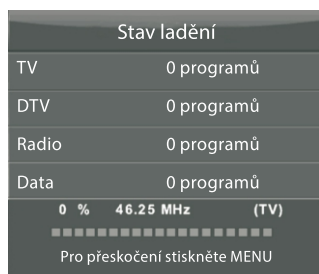 Stav ladění
TV 0 programů
DTV 0 programů
Radio 0 programů
Data 0 programů
0 % 46.25 MHz (TV)
Pro přeskočení stiskněte MENU